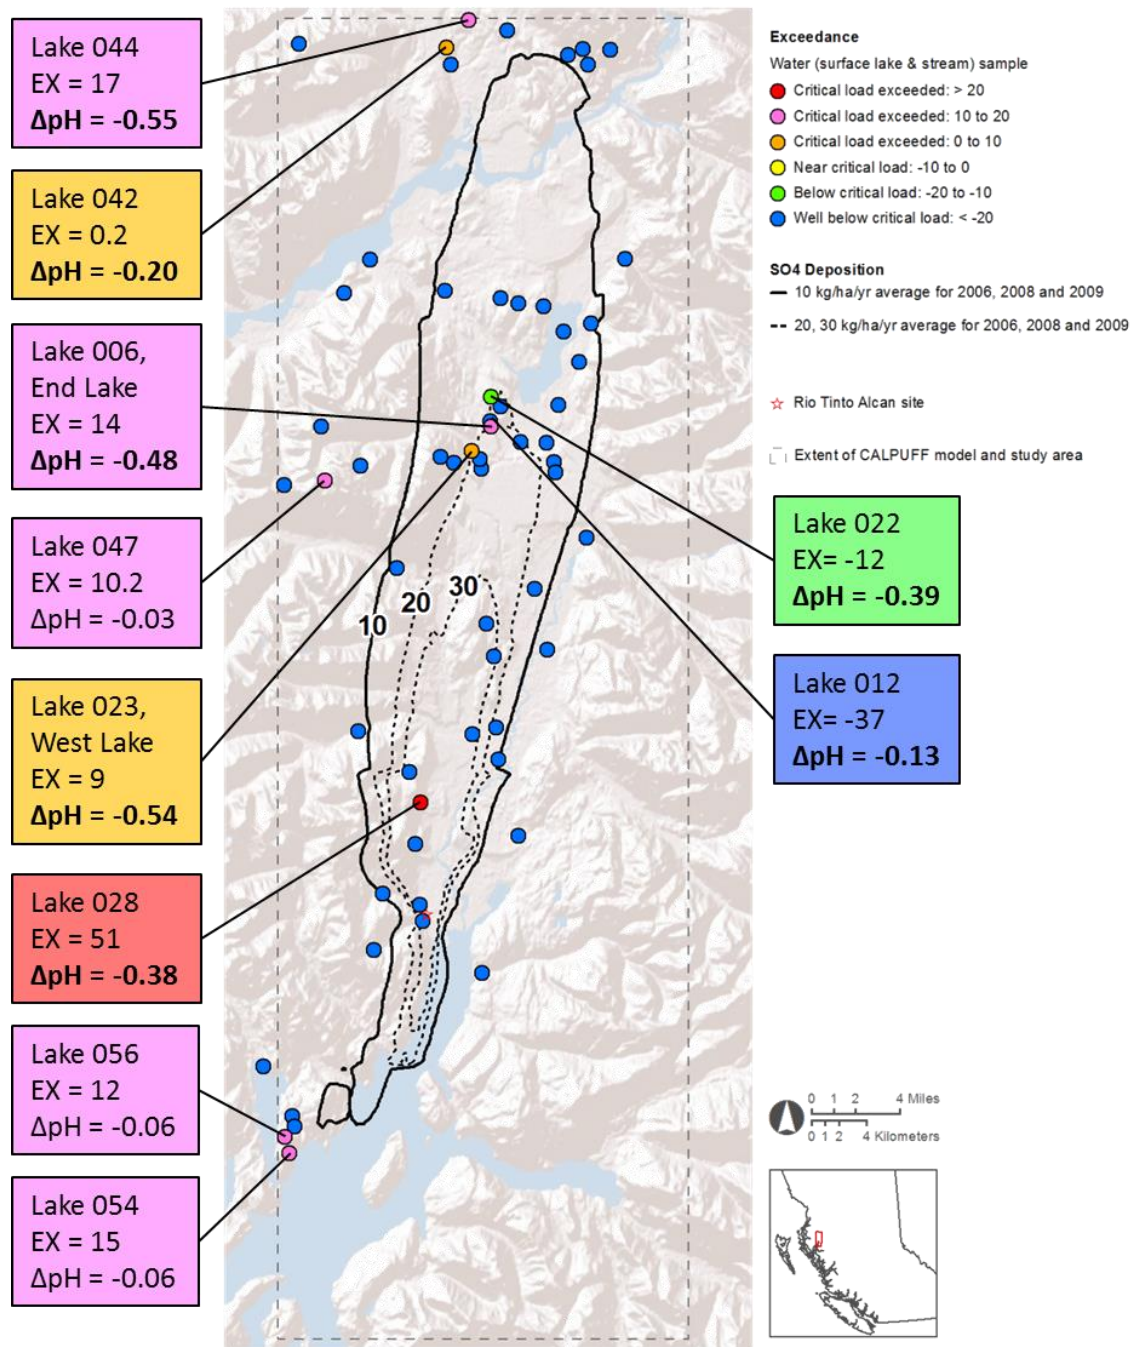 Lake 044
EX = 17
ΔpH = -0.55
Lake 042
EX = 0.2
ΔpH = -0.20
Lake 006,
End Lake
EX = 14
ΔpH = -0.48
Lake 047
EX = 10.2
ΔpH = -0.03
Lake 023,
West Lake
EX = 9
ΔpH = -0.54
Lake 028
EX = 51
ΔpH = -0.38
Lake 056
EX = 12
ΔpH = -0.06
Lake 054
EX = 15
ΔpH = -0.06
10
20
30
Exceedance
Water (surface lake & stream) sample
Critical load exceeded: > 20
Critical load exceeded: 10 to 20
Critical load exceeded: 0 to 10
Near critical load: -10 to 0
Below critical load: -20 to -10
Well below critical load: < -20
SO4 Deposition
10 kg/ha/yr average for 2006, 2008 and 2009
20, 30 kg/ha/yr average for 2006, 2008 and 2009
Rio Tinto Alcan site
Extent of CALPUFF model and study area
Lake 022
EX= -12
ΔpH = -0.39
Lake 012
EX= -37
ΔpH = -0.13
0 1 2 4 Miles
0 1 2 4 Kilometers